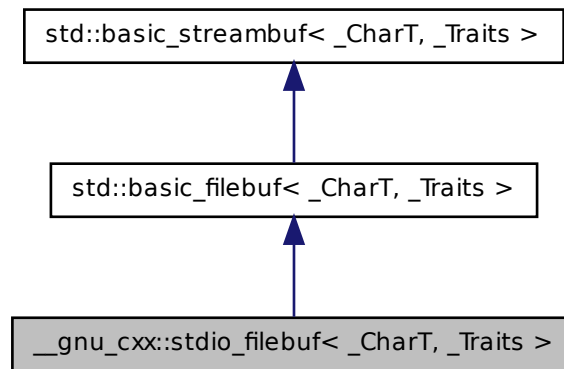 std::basic_streambuf< _CharT, _Traits >
std::basic_filebuf< _CharT, _Traits >
__gnu_cxx::stdio_filebuf< _CharT, _Traits >